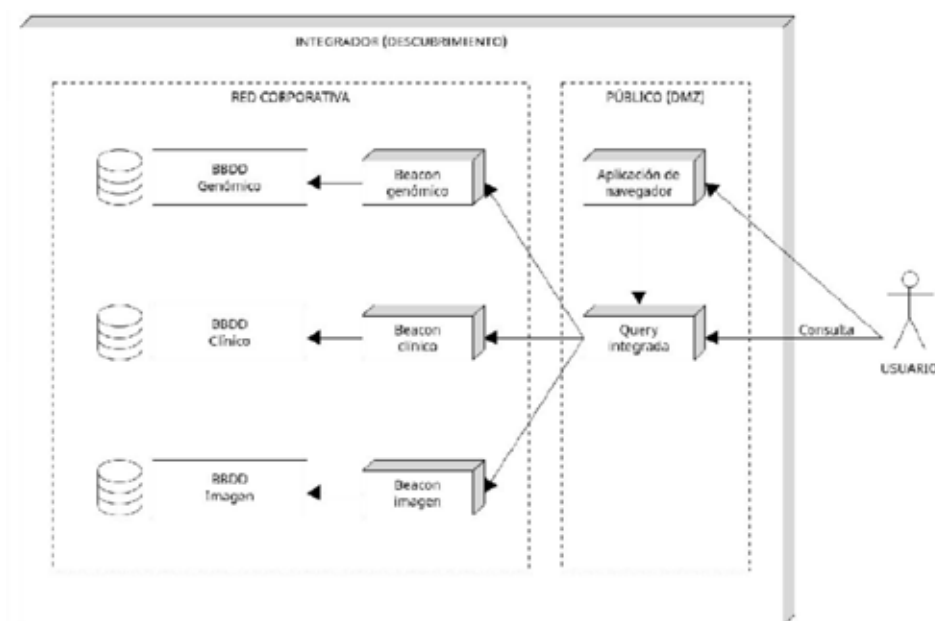 INTEGRADOR (DESCUBRIMIENTO)
RED CORPORATIVA
PÚBLICO (DMZ)
BBDD
Genómico
Beacon
genómico
Aplicación de
navegador
BBDD
Clínico
Beacon
clínico
Query
integrada
Consulta
USUARIO
BBDD
Imagen
Beacon
imagen